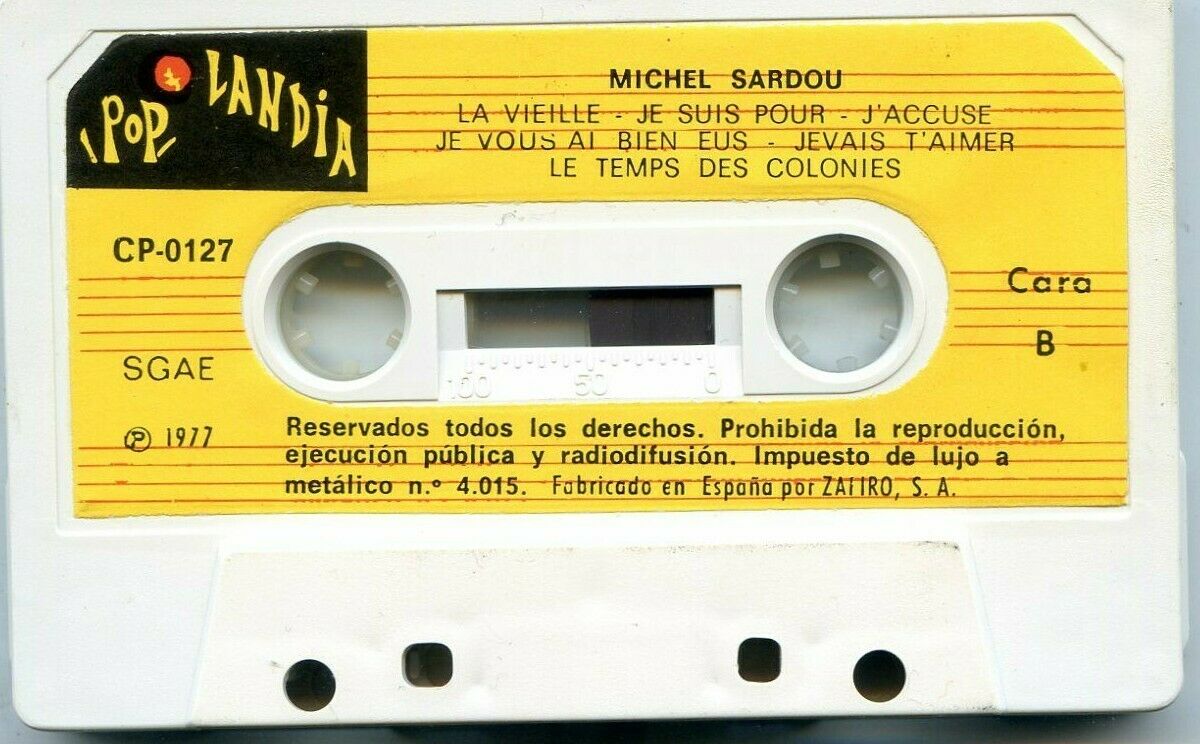 ¡POP! LANDIA
MICHEL SARDOU
LA VIEILLE - JE SUIS POUR - J'ACCUSE
JE VOUS AI BIEN EUS - JEVAIS T'AIMER
LE TEMPS DES COLONIES
CP-0127
Cara
B
SGAE
100 50 0
Ⓟ 1977
Reservados todos los derechos. Prohibida la reproducción,
ejecución pública y radiodifusión. Impuesto de lujo a
metálico n.º 4.015. Fabricado en España por ZAFIRO, S. A.